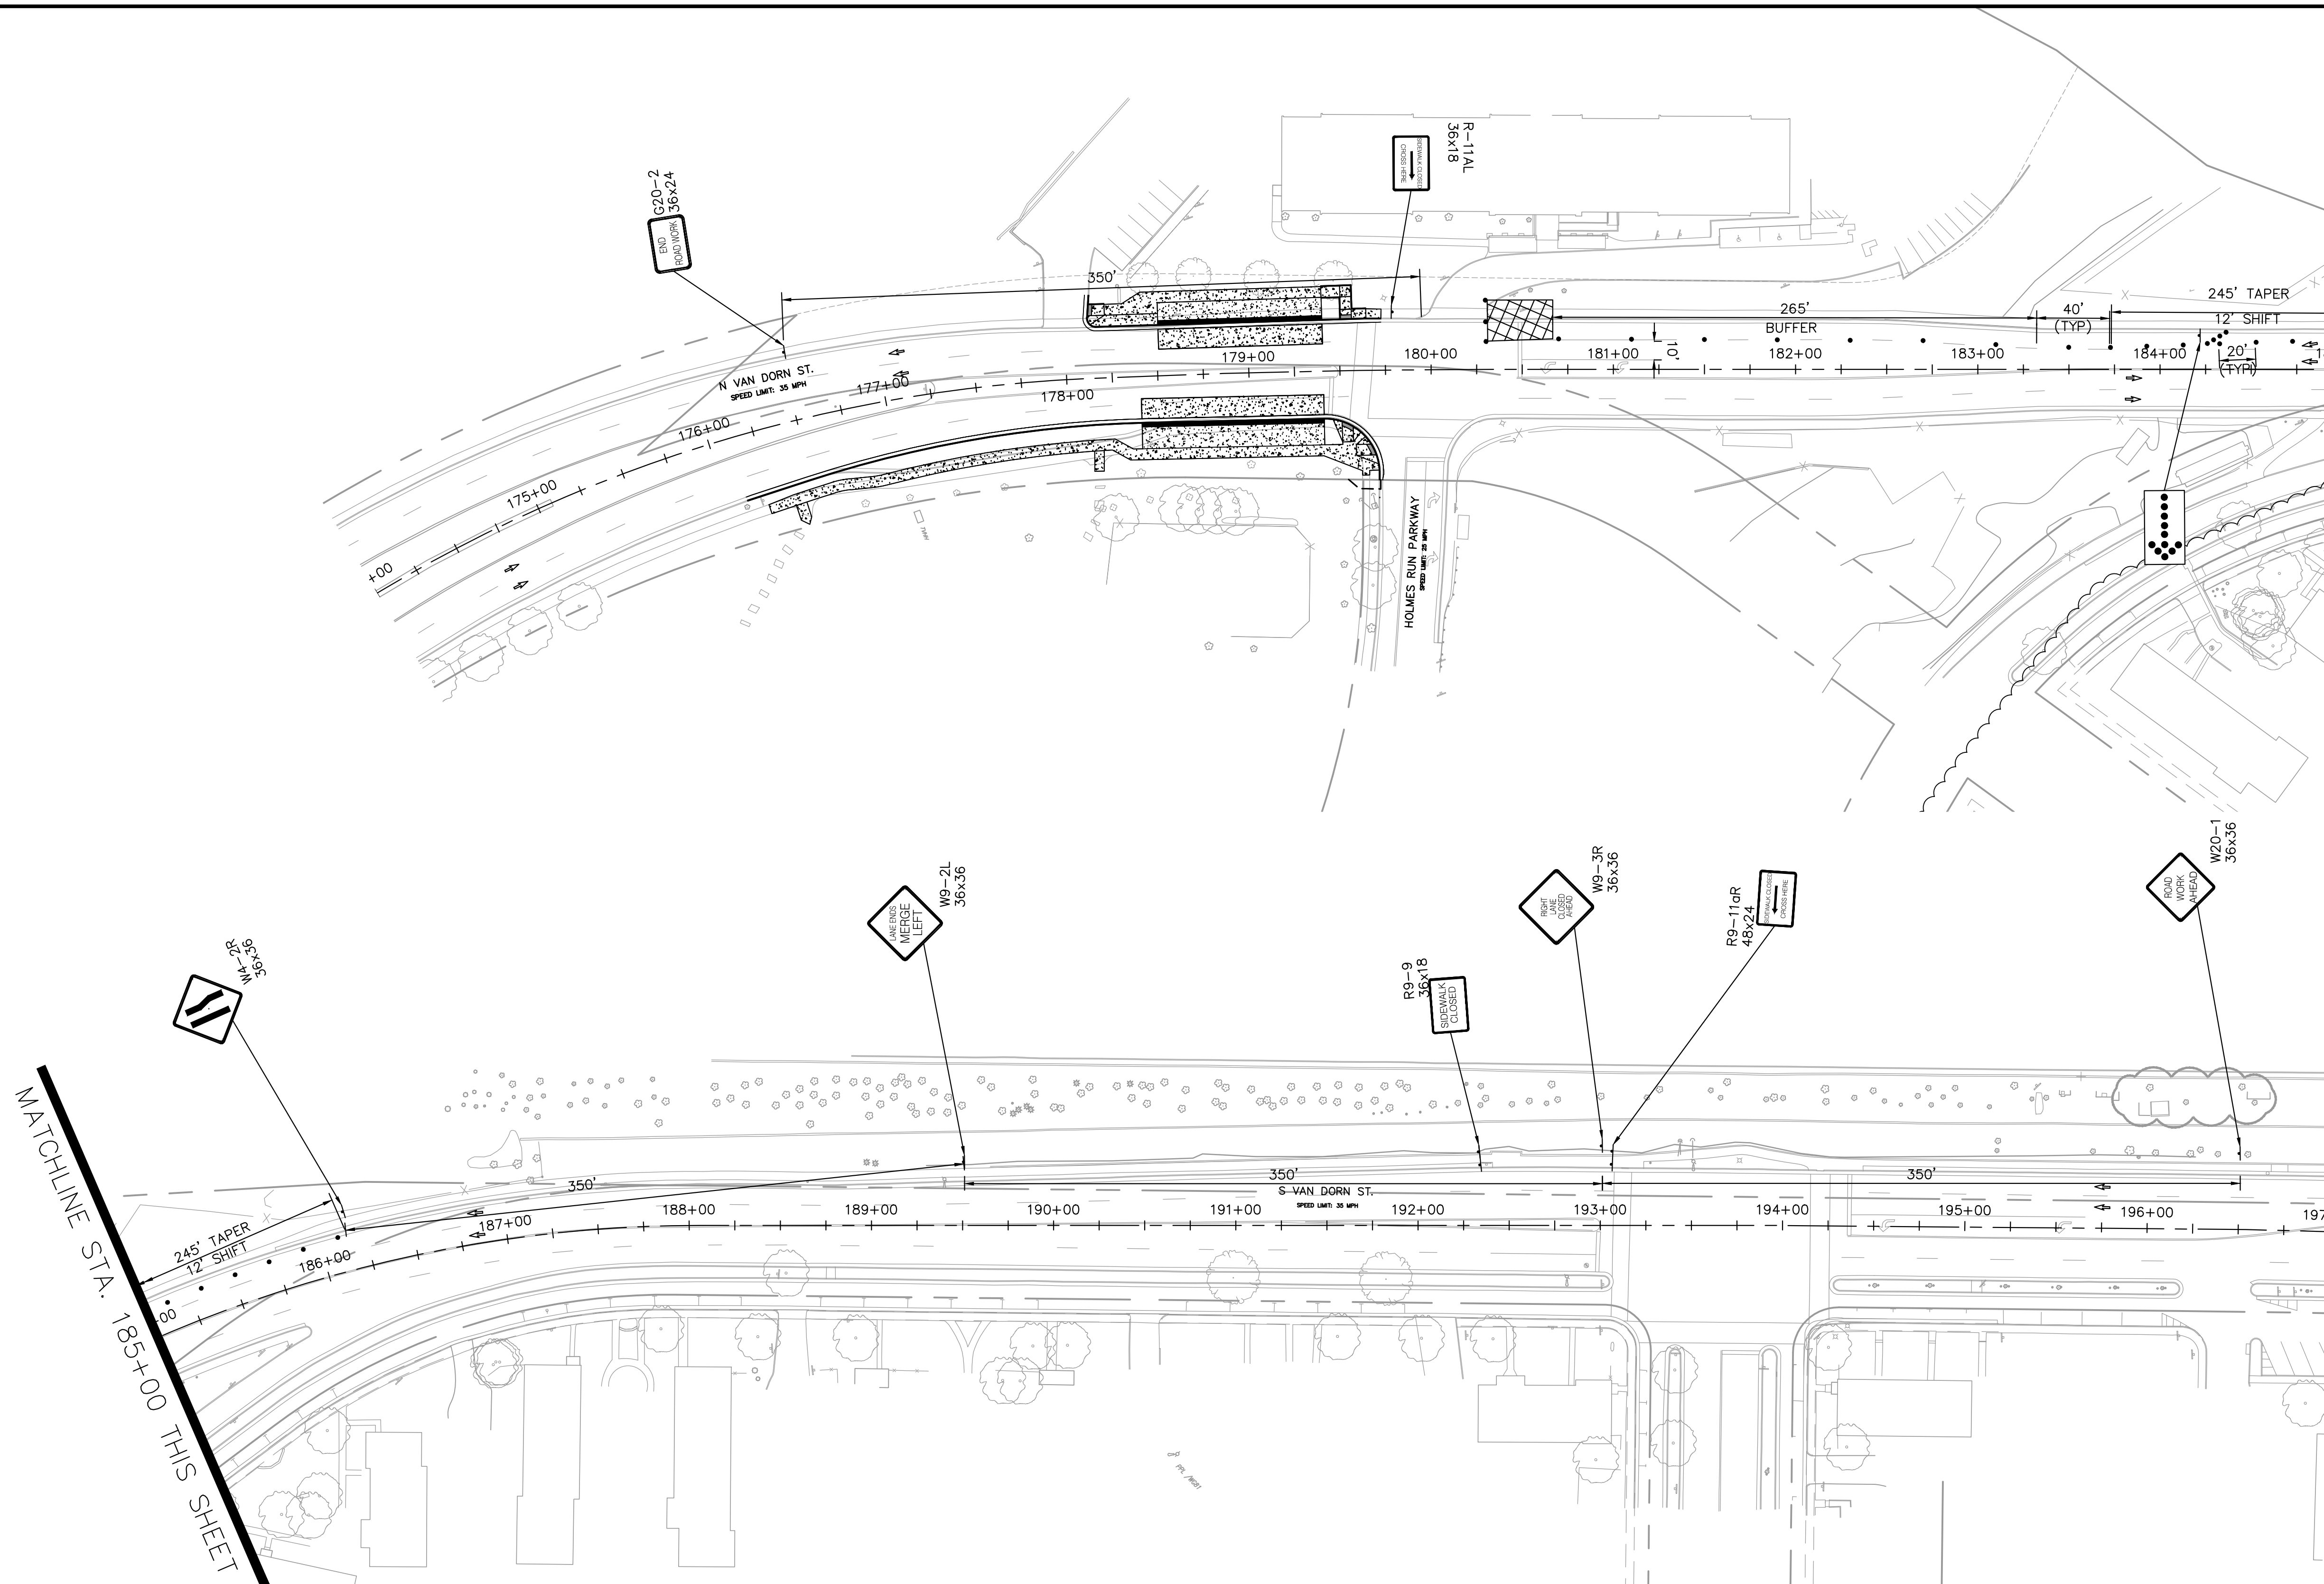 G20-2
36x24
END
ROAD WORK
R-11AL
36x18
SIDEWALK CLOSED
CROSS HERE
350'
265'
BUFFER
40'
(TYP)
245' TAPER
12' SHIFT
10'
20'
(TYP)
N VAN DORN ST.
SPEED LIMIT: 35 MPH
+00
175+00
176+00
177+00
178+00
179+00
180+00
181+00
182+00
183+00
184+00
HOLMES RUN PARKWAY
SPEED LIMIT: 25 MPH
W4-2R
36x36
W9-2L
36x36
LANE ENDS
MERGE
LEFT
R9-9
36x18
SIDEWALK
CLOSED
W9-3R
36x36
RIGHT
LANE
CLOSED
AHEAD
R9-11aR
48x24
SIDEWALK CLOSED
CROSS HERE
W20-1
36x36
ROAD
WORK
AHEAD
MATCHLINE STA. 185+00 THIS SHEET
245' TAPER
12' SHIFT
350'
350'
350'
S VAN DORN ST.
SPEED LIMIT: 35 MPH
+00
186+00
187+00
188+00
189+00
190+00
191+00
192+00
193+00
194+00
195+00
196+00
197